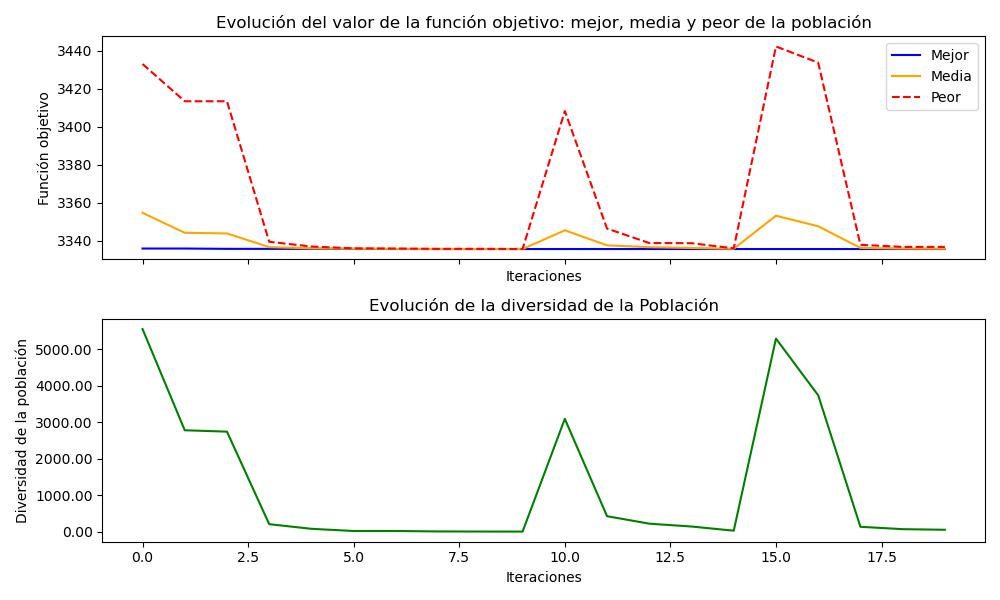 Evolución del valor de la función objetivo: mejor, media y peor de la población
Función objetivo
3440
3420
3400
3380
3360
3340
Mejor
Media
Peor
Iteraciones
Evolución de la diversidad de la Población
Diversidad de la población
5000.00
4000.00
3000.00
2000.00
1000.00
0.00
0.0 2.5 5.0 7.5 10.0 12.5 15.0 17.5
Iteraciones